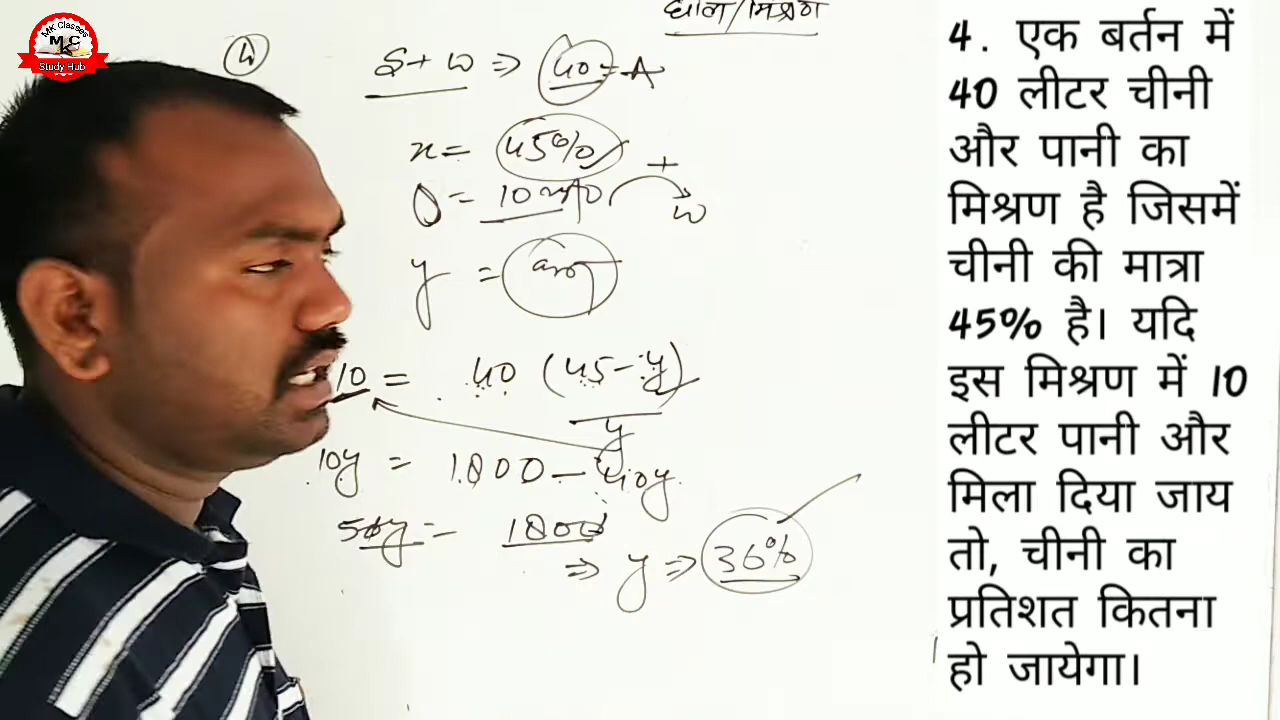 MK Classes
MKC
Study Hub
घोल/मिश्रण
4
S+W ⇒ 40=A
x= 45%
Q= 10 + W
y =
10 = 40 (45-y)
y
10y = 1800-40y
50y= 1800
⇒ y ⇒ 36%
4. एक बर्तन में
40 लीटर चीनी
और पानी का
मिश्रण है जिसमें
चीनी की मात्रा
45% है। यदि
इस मिश्रण में 10
लीटर पानी और
मिला दिया जाय
तो, चीनी का
प्रतिशत कितना
हो जायेगा।